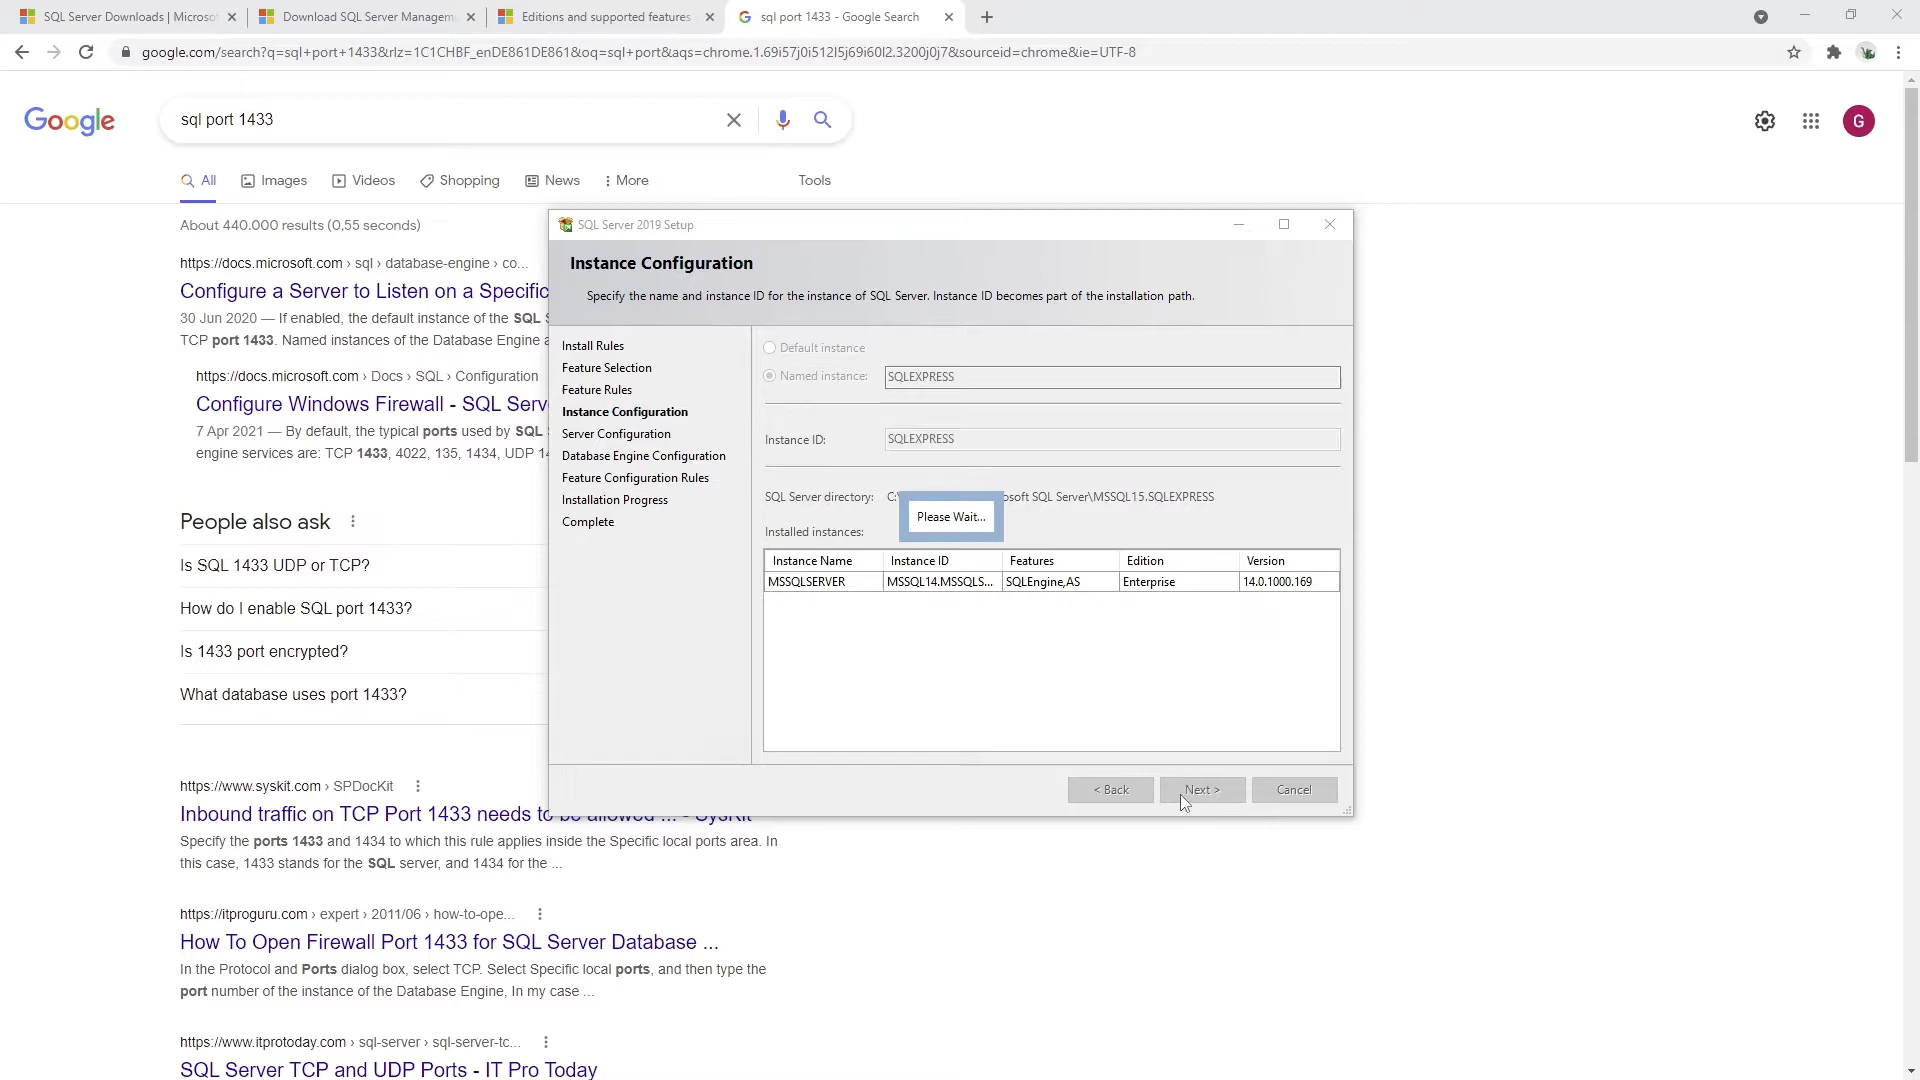 SQL Server Downloads | Microso
Download SQL Server Managem
Editions and supported features
sql port 1433 - Google Search
google.com/search?q=sql+port+1433&rlz=1C1CHBF_enDE861DE861&oq=sql+port&aqs=chrome.1.69i57j0i512l5j69i60l2.3200j0j7&sourceid=chrome&ie=UTF-8
Google
sql port 1433
G
All
Images
Videos
Shopping
News
More
Tools
About 440.000 results (0,55 seconds)
https://docs.microsoft.com › sql › database-engine › co...
Configure a Server to Listen on a Specific
30 Jun 2020 — If enabled, the default instance of the SQL S
TCP port 1433. Named instances of the Database Engine a
https://docs.microsoft.com › Docs › SQL › Configuration
Configure Windows Firewall - SQL Serv
7 Apr 2021 — By default, the typical ports used by SQL S
engine services are: TCP 1433, 4022, 135, 1434, UDP 14
People also ask
Is SQL 1433 UDP or TCP?
How do I enable SQL port 1433?
Is 1433 port encrypted?
What database uses port 1433?
https://www.syskit.com › SPDocKit
Inbound traffic on TCP Port 1433 needs to be allowed ... - SysKit
Specify the ports 1433 and 1434 to which this rule applies inside the Specific local ports area. In
this case, 1433 stands for the SQL server, and 1434 for the ...
https://itproguru.com › expert › 2011/06 › how-to-ope...
How To Open Firewall Port 1433 for SQL Server Database ...
In the Protocol and Ports dialog box, select TCP. Select Specific local ports, and then type the
port number of the instance of the Database Engine, In my case ...
https://www.itprotoday.com › sql-server › sql-server-tc...
SQL Server TCP and UDP Ports - IT Pro Today
SQL Server 2019 Setup
Instance Configuration
Specify the name and instance ID for the instance of SQL Server. Instance ID becomes part of the installation path.
Install Rules
Feature Selection
Feature Rules
Instance Configuration
Server Configuration
Database Engine Configuration
Feature Configuration Rules
Installation Progress
Complete
Default instance
Named instance: SQLEXPRESS
Instance ID: SQLEXPRESS
SQL Server directory: C:\ osoft SQL Server\MSSQL15.SQLEXPRESS
Please Wait...
Installed instances:
Instance Name Instance ID Features Edition Version
MSSQLSERVER MSSQL14.MSSQLS... SQLEngine,AS Enterprise 14.0.1000.169
< Back
Next >
Cancel